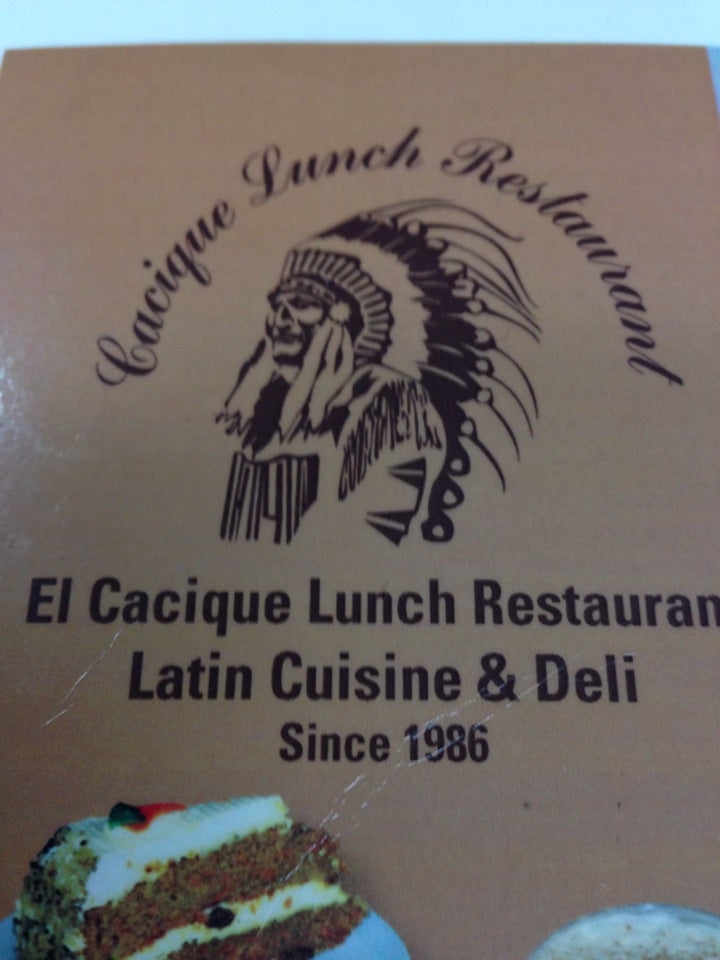 Cacique Lunch Restaurant
El Cacique Lunch Restauran
Latin Cuisine & Deli
Since 1986